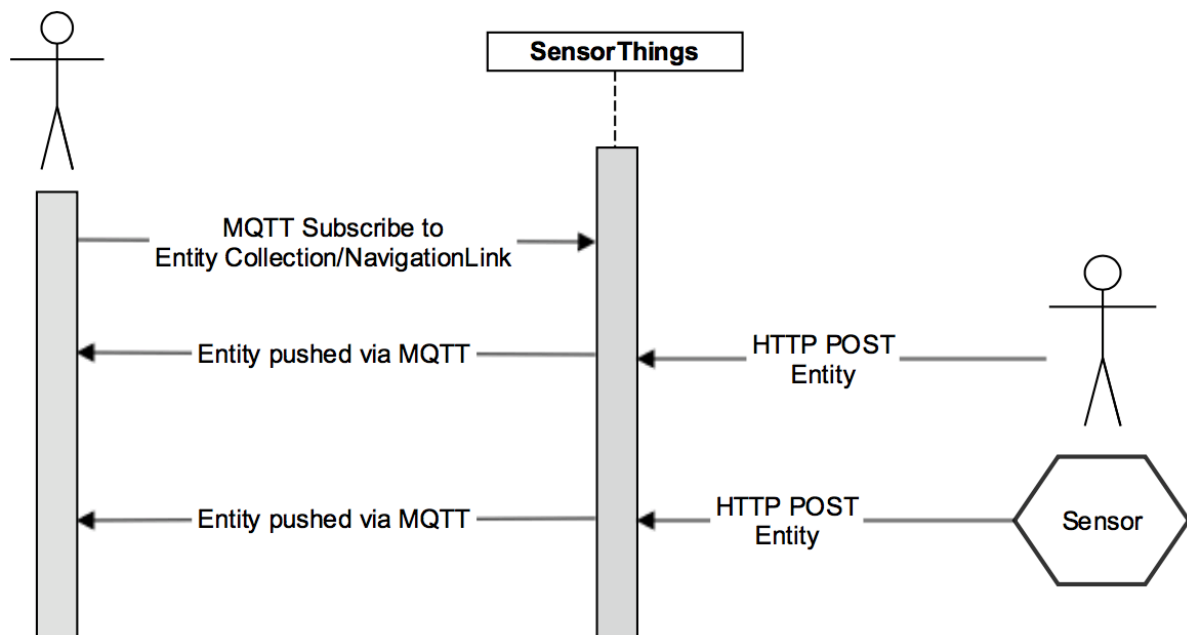 SensorThings
MQTT Subscribe to
Entity Collection/NavigationLink
Entity pushed via MQTT
HTTP POST
Entity
Entity pushed via MQTT
HTTP POST
Entity
Sensor